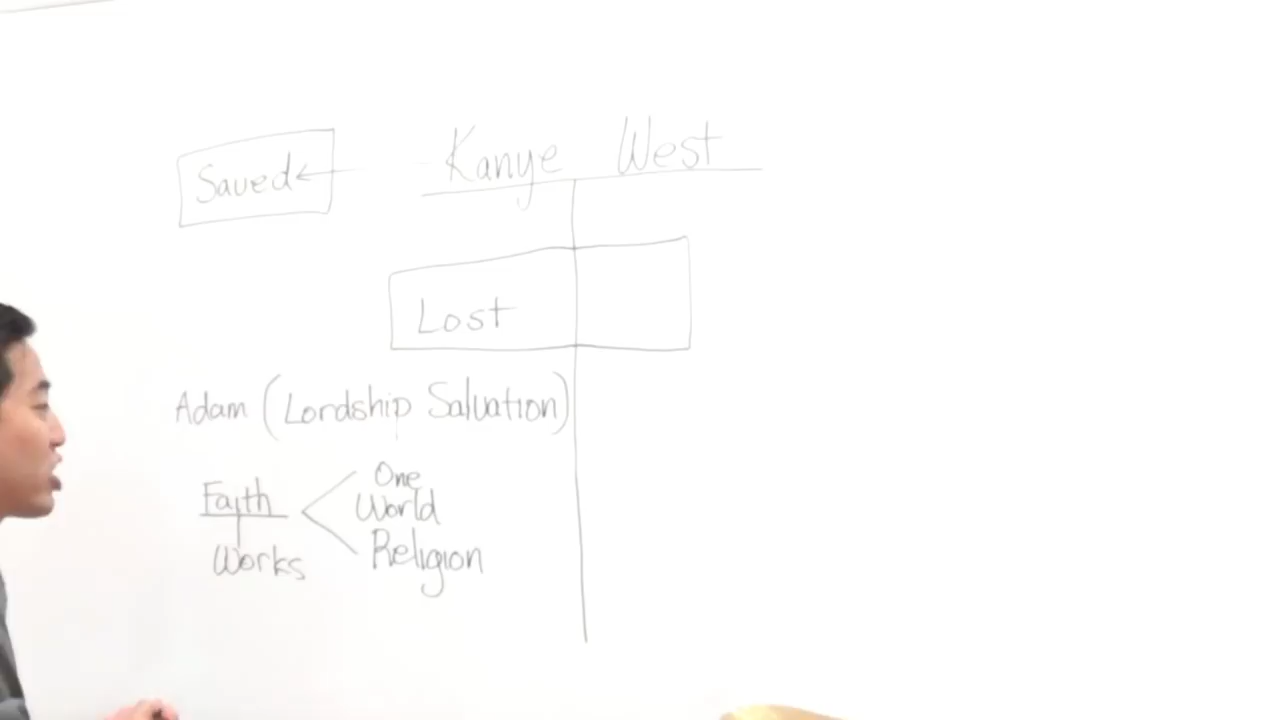 Saved
Kanye West
Lost
Adam (Lordship Salvation)
Faith
Works
One
World
Religion